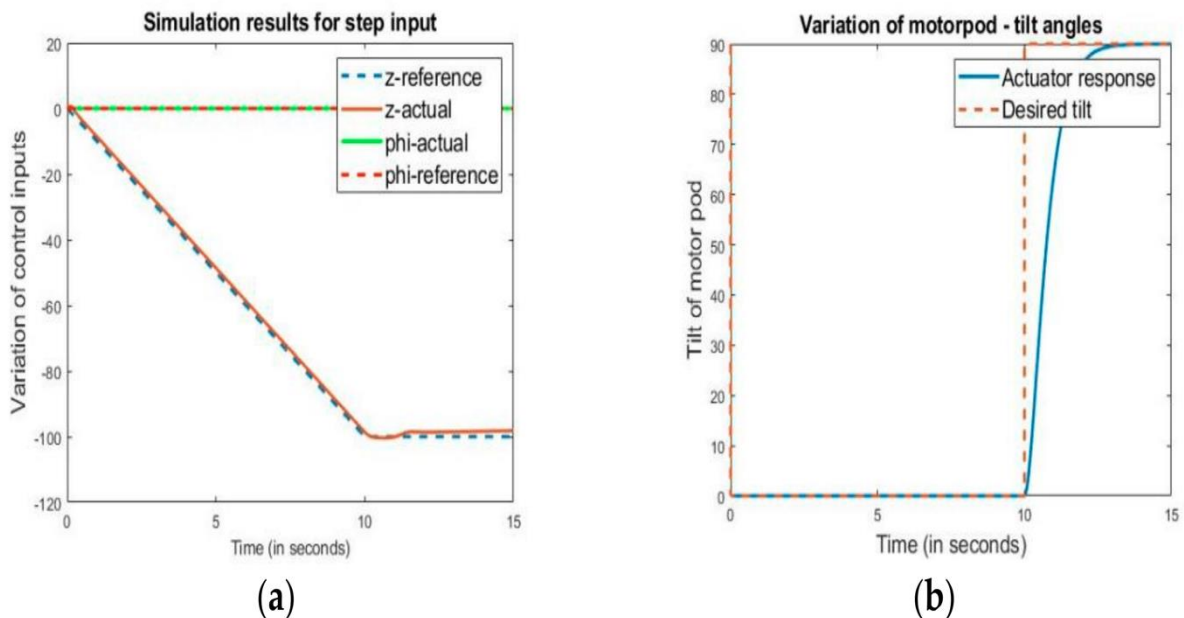 Simulation results for step input
20
0
-20
-40
-60
-80
-100
-120
0
5
10
15
Variation of control inputs
Time (in seconds)
z-reference
z-actual
phi-actual
phi-reference
(a)
Variation of motorpod - tilt angles
90
80
70
60
50
40
30
20
10
0
0
5
10
15
Tilt of motor pod
Time (in seconds)
Actuator response
Desired tilt
(b)